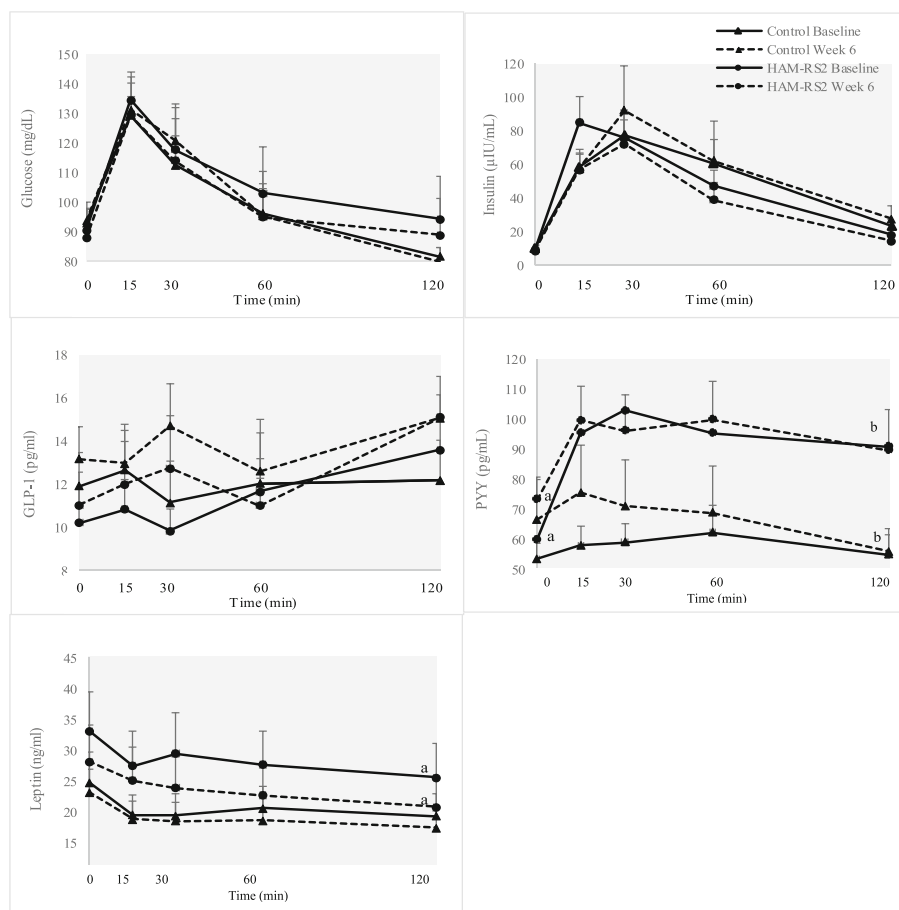 150
140
130
120
110
100
90
80
Glucose (mg/dL)
0 15 30 60 120
Time (min)
Control Baseline
Control Week 6
HAM-RS2 Baseline
HAM-RS2 Week 6
120
100
80
60
40
20
0
Insulin (µIU/mL)
0 15 30 60 120
Time (min)
18
16
14
12
10
8
GLP-1 (pg/ml)
0 15 30 60 120
Time (min)
120
110
100
90
80
70
60
50
PYY (pg/mL)
a
a
b
b
0 15 30 60 120
Time (min)
45
40
35
30
25
20
15
Leptin (ng/ml)
a
a
0 15 30 60 120
Time (min)